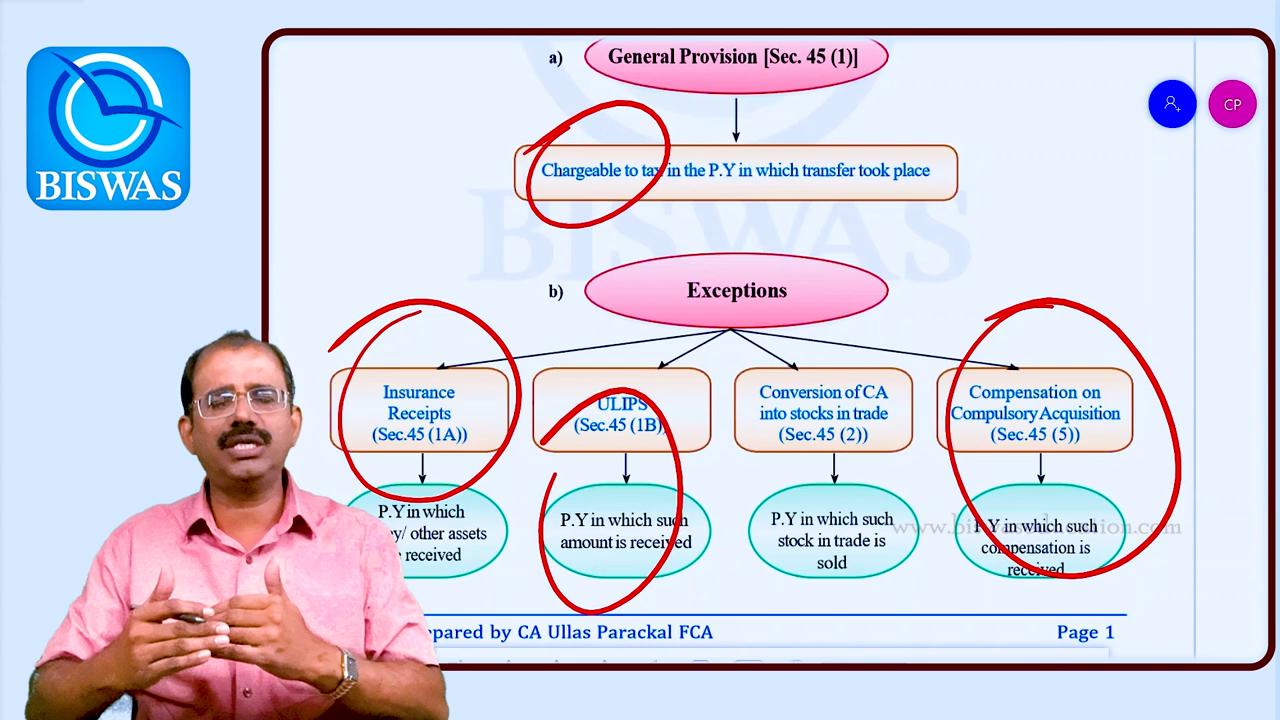 BISWAS
a) General Provision [Sec. 45 (1)]
CP
Chargeable to tax in the P.Y in which transfer took place
BISWAS
b) Exceptions
Insurance
Receipts
(Sec.45 (1A))
ULIPS
(Sec.45 (1B)
Conversion of CA
into stocks in trade
(Sec.45 (2))
Compensation on
Compulsory Acquisition
(Sec.45 (5))
P.Y in which
/ other assets
received
P.Y in which such
amount is received
P.Y in which such
stock in trade is
sold
P.Y in which such
compensation is
received
by CA Ullas Parackal FCA
Page 1